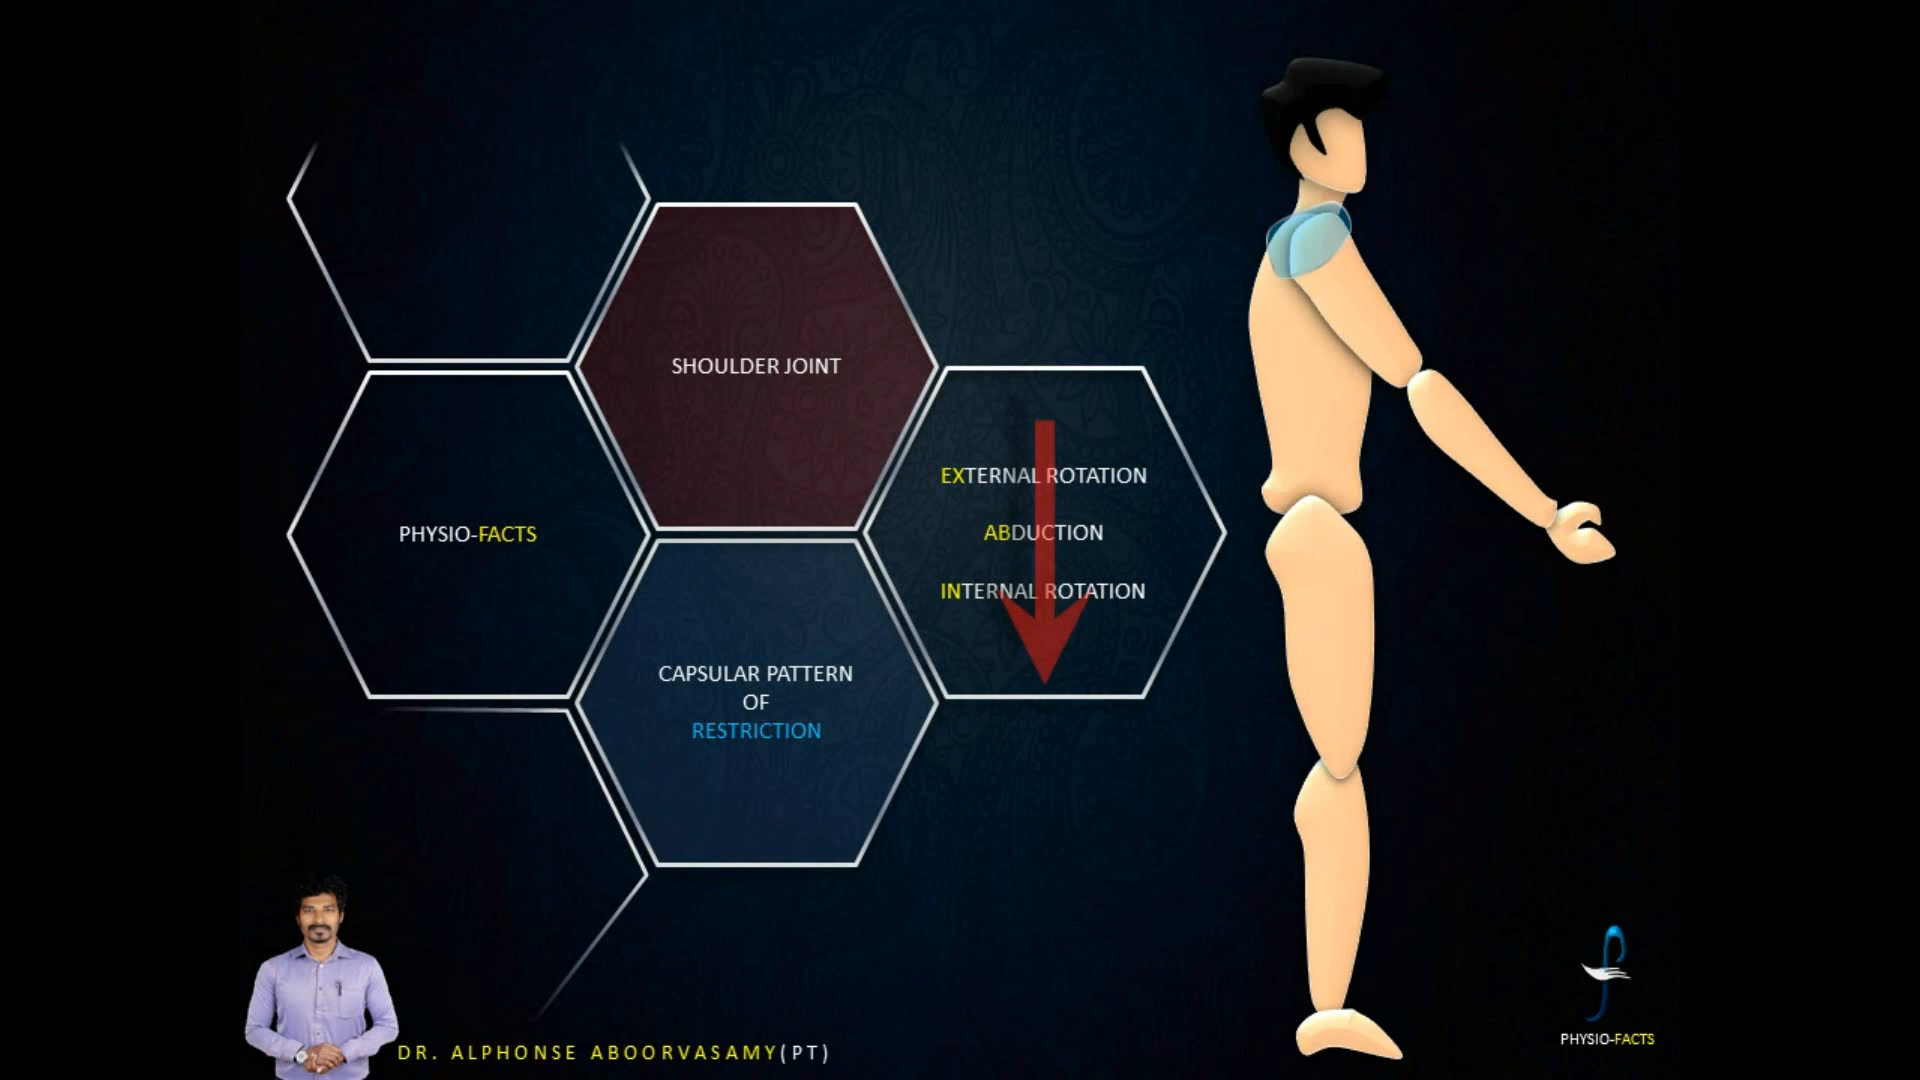 SHOULDER JOINT
EXTERNAL ROTATION
ABDUCTION
INTERNAL ROTATION
PHYSIO-FACTS
CAPSULAR PATTERN
OF
RESTRICTION
DR. ALPHONSE ABOORVASAMY(PT)
PHYSIO-FACTS